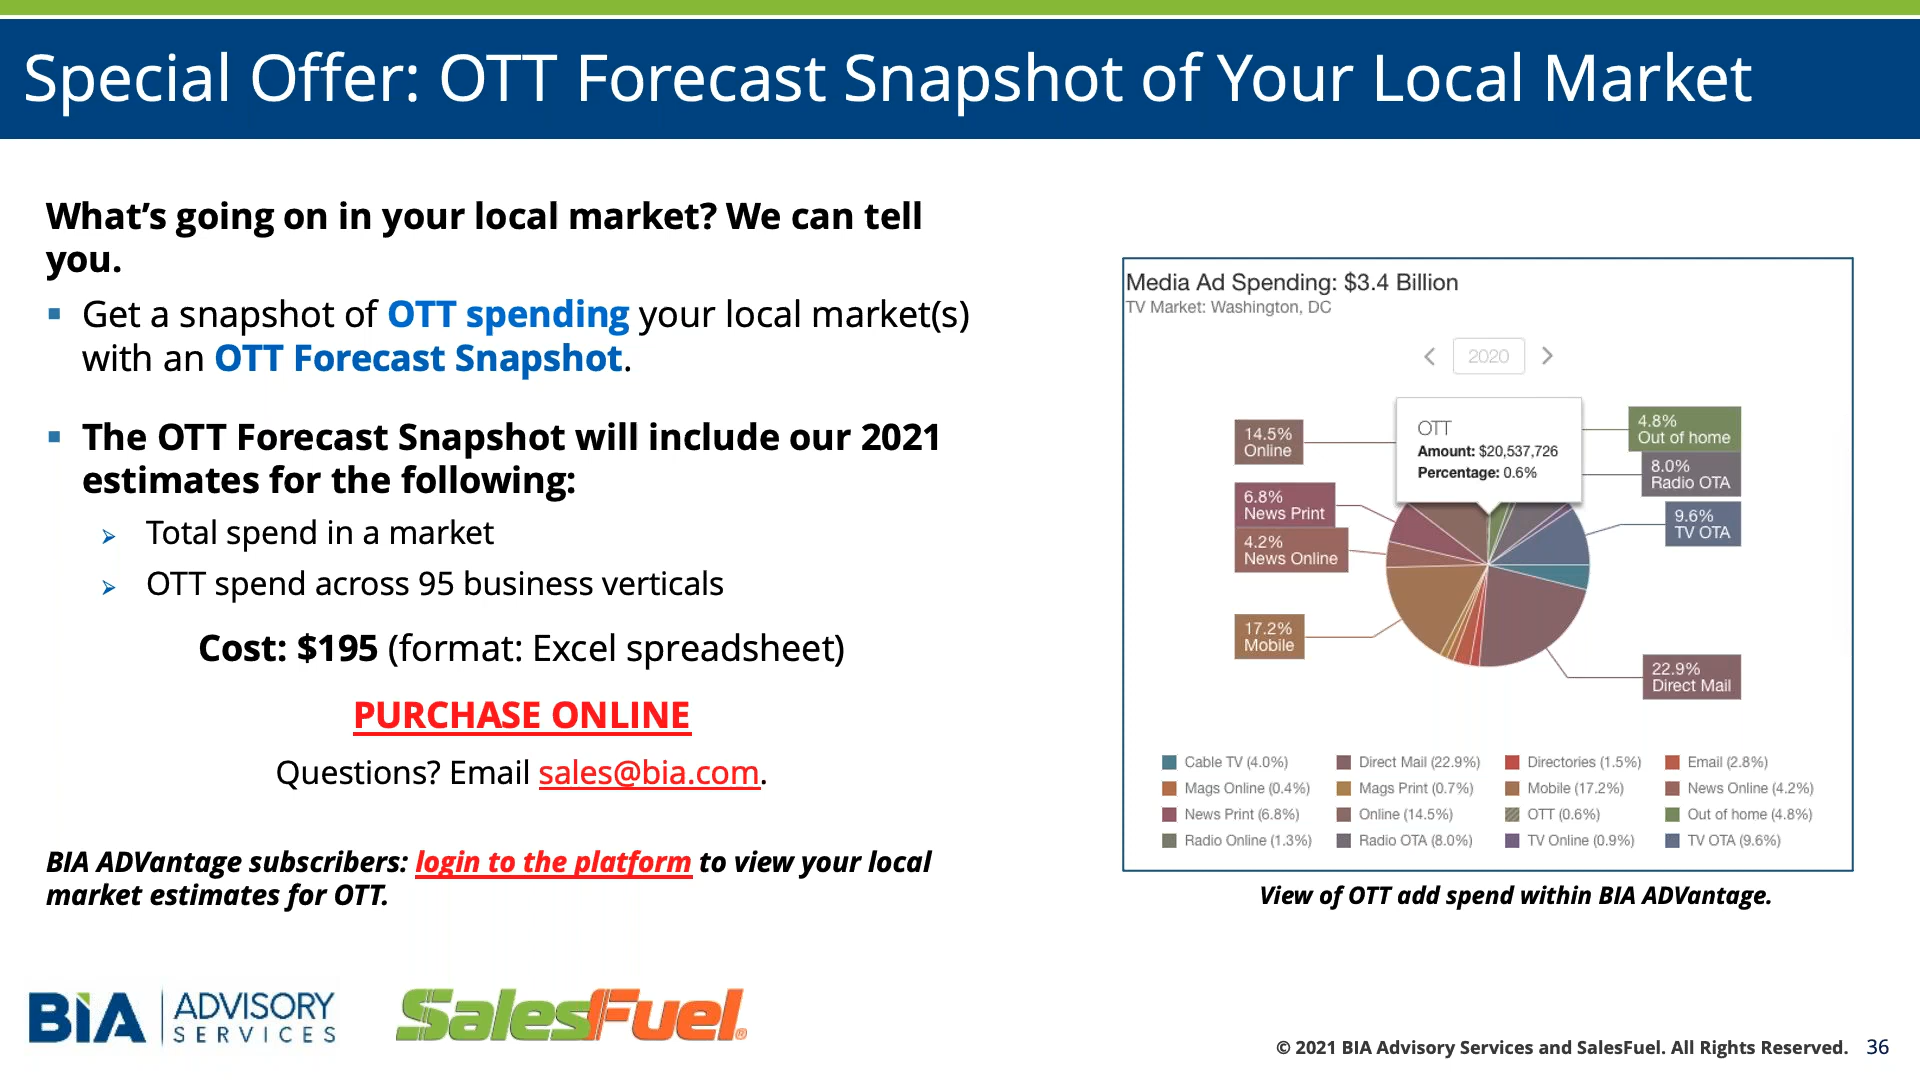 Special Offer: OTT Forecast Snapshot of Your Local Market
What’s going on in your local market? We can tell
you.
Get a snapshot of OTT spending your local market(s)
with an OTT Forecast Snapshot.
The OTT Forecast Snapshot will include our 2021
estimates for the following:
Total spend in a market
OTT spend across 95 business verticals
Cost: $195 (format: Excel spreadsheet)
PURCHASE ONLINE
Questions? Email sales@bia.com.
BIA ADVantage subscribers: login to the platform to view your local
market estimates for OTT.
Media Ad Spending: $3.4 Billion
TV Market: Washington, DC
2020
OTT
Amount: $20,537,726
Percentage: 0.6%
14.5%
Online
6.8%
News Print
4.2%
News Online
17.2%
Mobile
4.8%
Out of home
8.0%
Radio OTA
9.6%
TV OTA
22.9%
Direct Mail
Cable TV (4.0%) Direct Mail (22.9%) Directories (1.5%) Email (2.8%)
Mags Online (0.4%) Mags Print (0.7%) Mobile (17.2%) News Online (4.2%)
News Print (6.8%) Online (14.5%) OTT (0.6%) Out of home (4.8%)
Radio Online (1.3%) Radio OTA (8.0%) TV Online (0.9%) TV OTA (9.6%)
View of OTT add spend within BIA ADVantage.
BIA ADVISORY
SERVICES
SalesFuel®
© 2021 BIA Advisory Services and SalesFuel. All Rights Reserved. 36